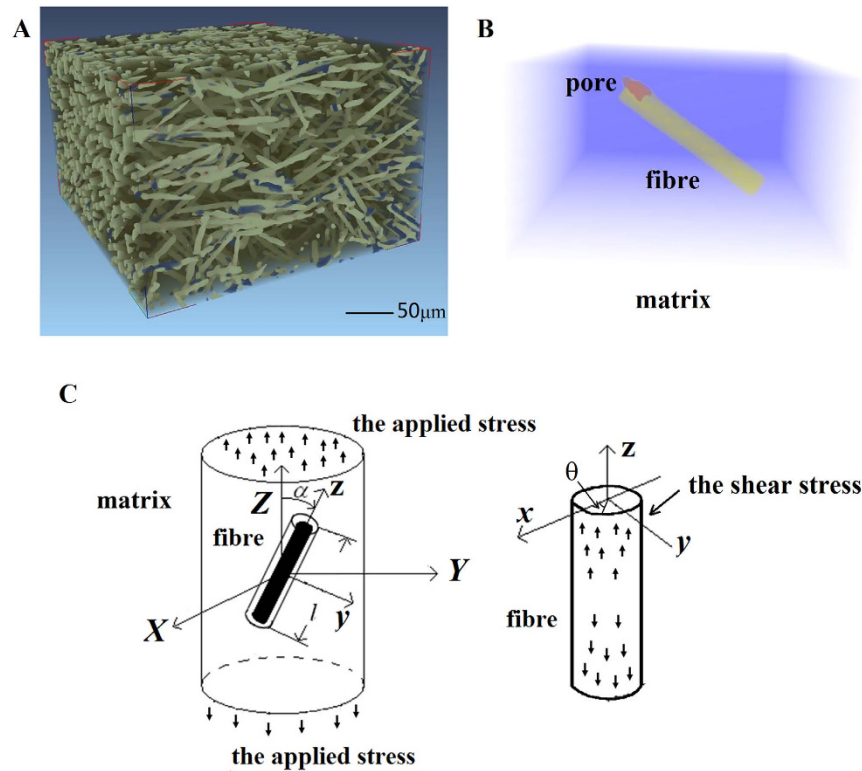 A
50μm
B
pore
fibre
matrix
C
the applied stress
matrix
Z
α
z
fibre
Y
X
y
l
the applied stress
z
θ
the shear stress
x
y
fibre